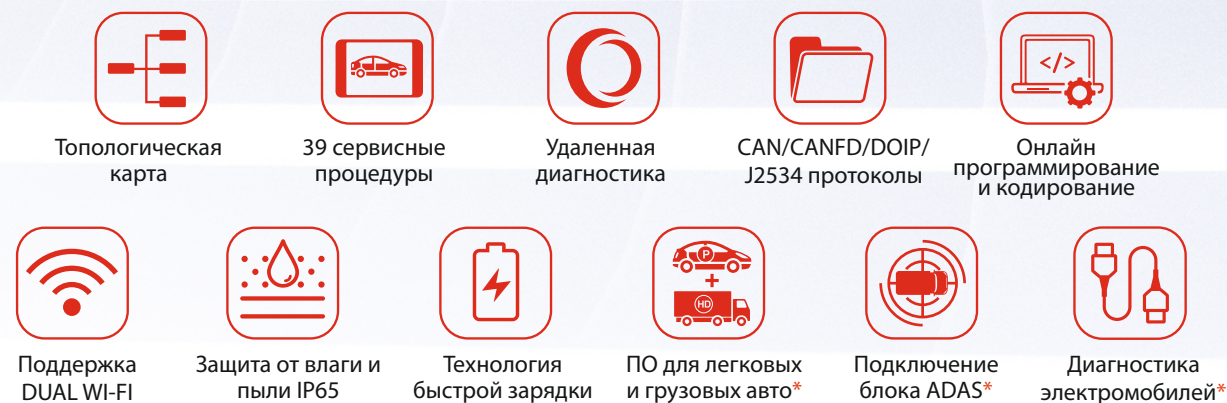 </>
Топологическая
карта
39 сервисные
процедуры
Удаленная
диагностика
CAN/CANFD/DOIP/
J2534 протоколы
Онлайн
программирование
и кодирование
P
+
HD
Поддержка
DUAL WI-FI
Защита от влаги и
пыли IP65
Технология
быстрой зарядки
ПО для легковых
и грузовых авто*
Подключение
блока ADAS*
Диагностика
электромобилей*